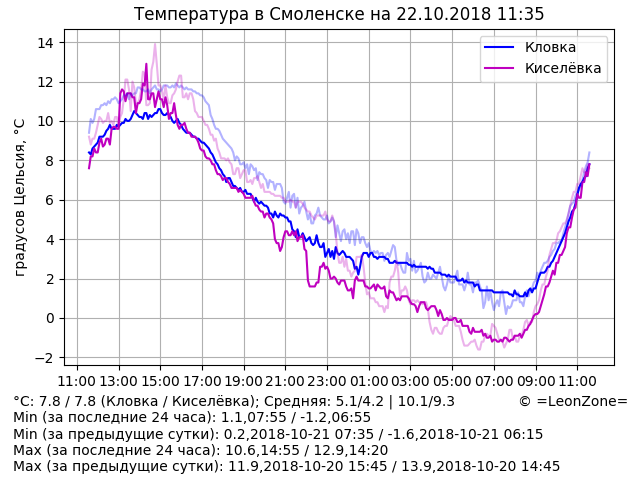 Температура в Смоленске на 22.10.2018 11:35
Кловка
Киселёвка
градусов Цельсия, °C
14
12
10
8
6
4
2
0
−2
11:00 13:00 15:00 17:00 19:00 21:00 23:00 01:00 03:00 05:00 07:00 09:00 11:00
°C: 7.8 / 7.8 (Кловка / Киселёвка); Средняя: 5.1/4.2 | 10.1/9.3 © =LeonZone=
Min (за последние 24 часа): 1.1,07:55 / -1.2,06:55
Min (за предыдущие сутки): 0.2,2018-10-21 07:35 / -1.6,2018-10-21 06:15
Max (за последние 24 часа): 10.6,14:55 / 12.9,14:20
Max (за предыдущие сутки): 11.9,2018-10-20 15:45 / 13.9,2018-10-20 14:45